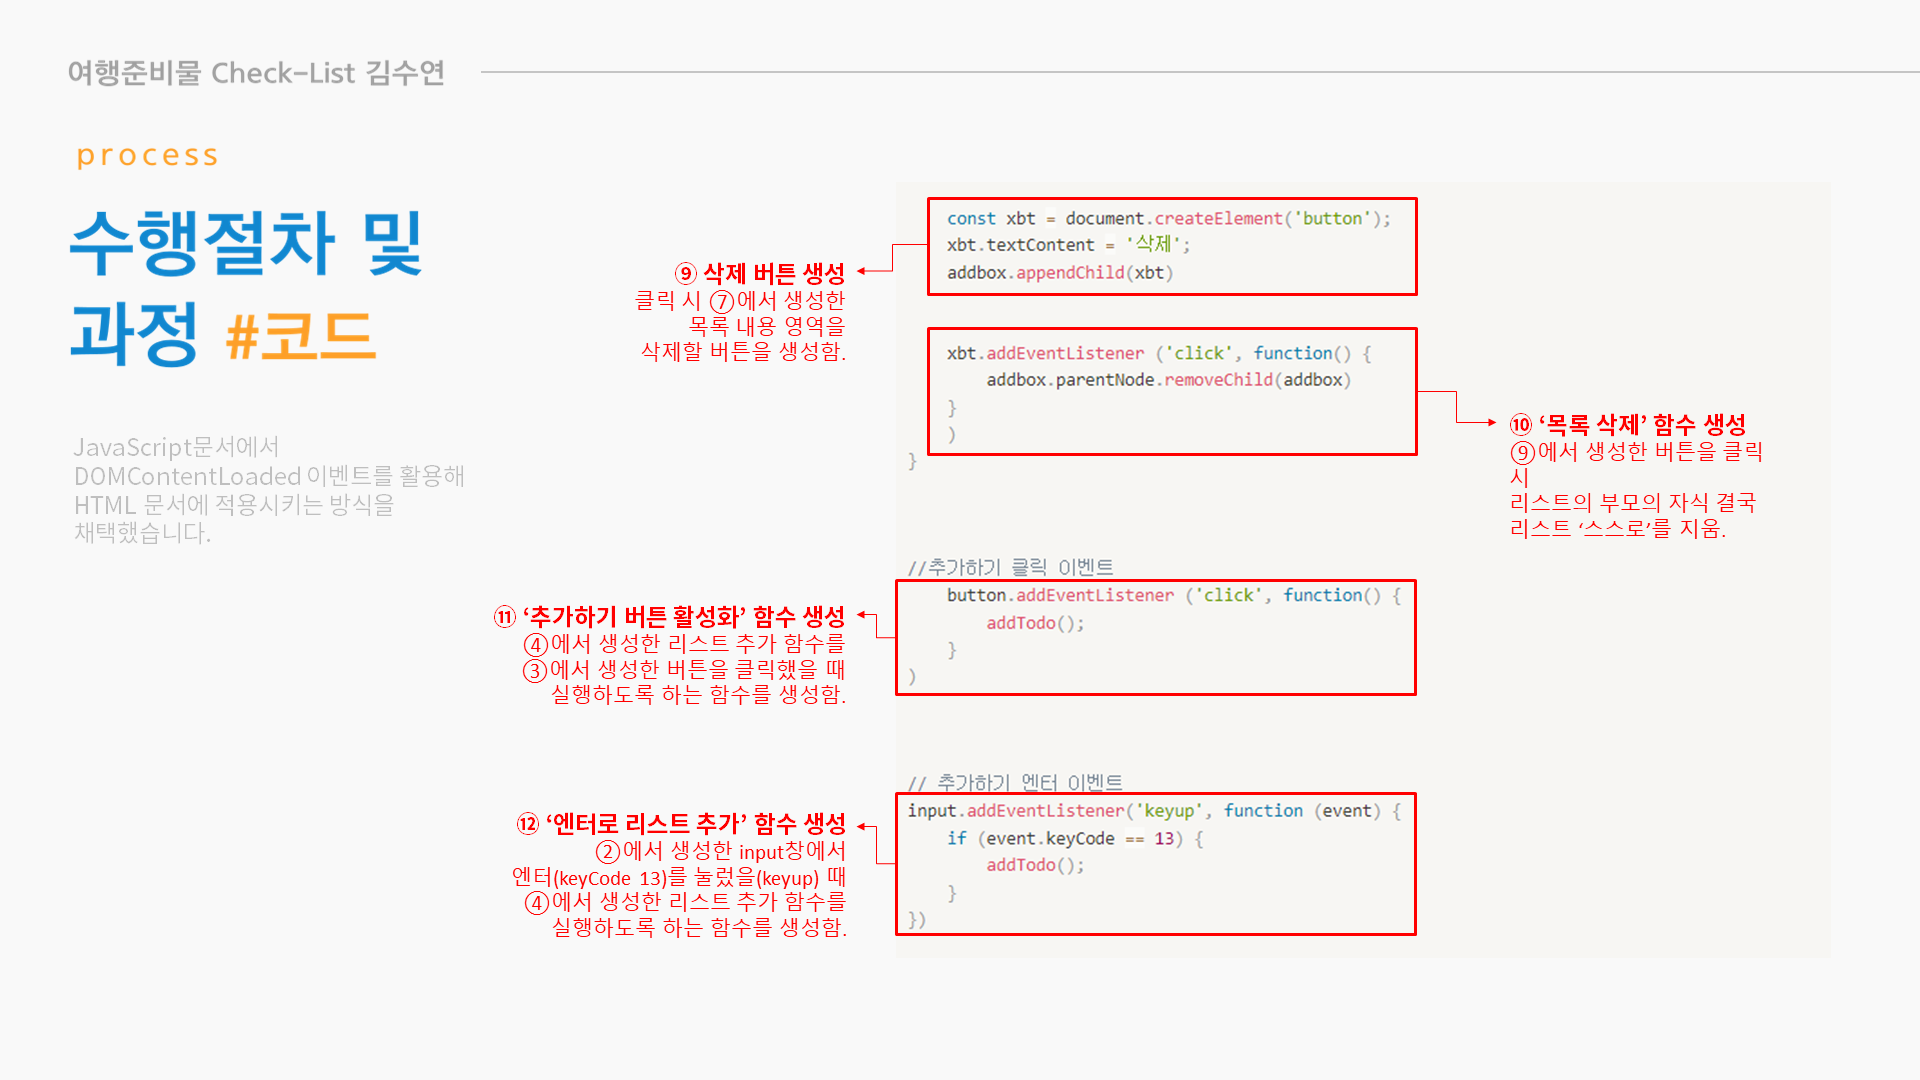 여행준비물 Check-List 김수연
process
수행절차 및
과정 #코드
JavaScript문서에서
DOMContentLoaded 이벤트를 활용해
HTML 문서에 적용시키는 방식을
채택했습니다.
const xbt = document.createElement('button');
xbt.textContent = '삭제';
addbox.appendChild(xbt)
⑨ 삭제 버튼 생성
클릭 시 ⑦에서 생성한
목록 내용 영역을
삭제할 버튼을 생성함.
xbt.addEventListener ('click', function() {
addbox.parentNode.removeChild(addbox)
}
)
}
⑩ ‘목록 삭제’ 함수 생성
⑨에서 생성한 버튼을 클릭
시
리스트의 부모의 자식 결국
리스트 ‘스스로’를 지움.
//추가하기 클릭 이벤트
button.addEventListener ('click', function() {
addTodo();
}
)
⑪ ‘추가하기 버튼 활성화’ 함수 생성
④에서 생성한 리스트 추가 함수를
③에서 생성한 버튼을 클릭했을 때
실행하도록 하는 함수를 생성함.
// 추가하기 엔터 이벤트
input.addEventListener('keyup', function (event) {
if (event.keyCode == 13) {
addTodo();
}
})
⑫ ‘엔터로 리스트 추가’ 함수 생성
②에서 생성한 input창에서
엔터(keyCode 13)를 눌렀을(keyup) 때
④에서 생성한 리스트 추가 함수를
실행하도록 하는 함수를 생성함.